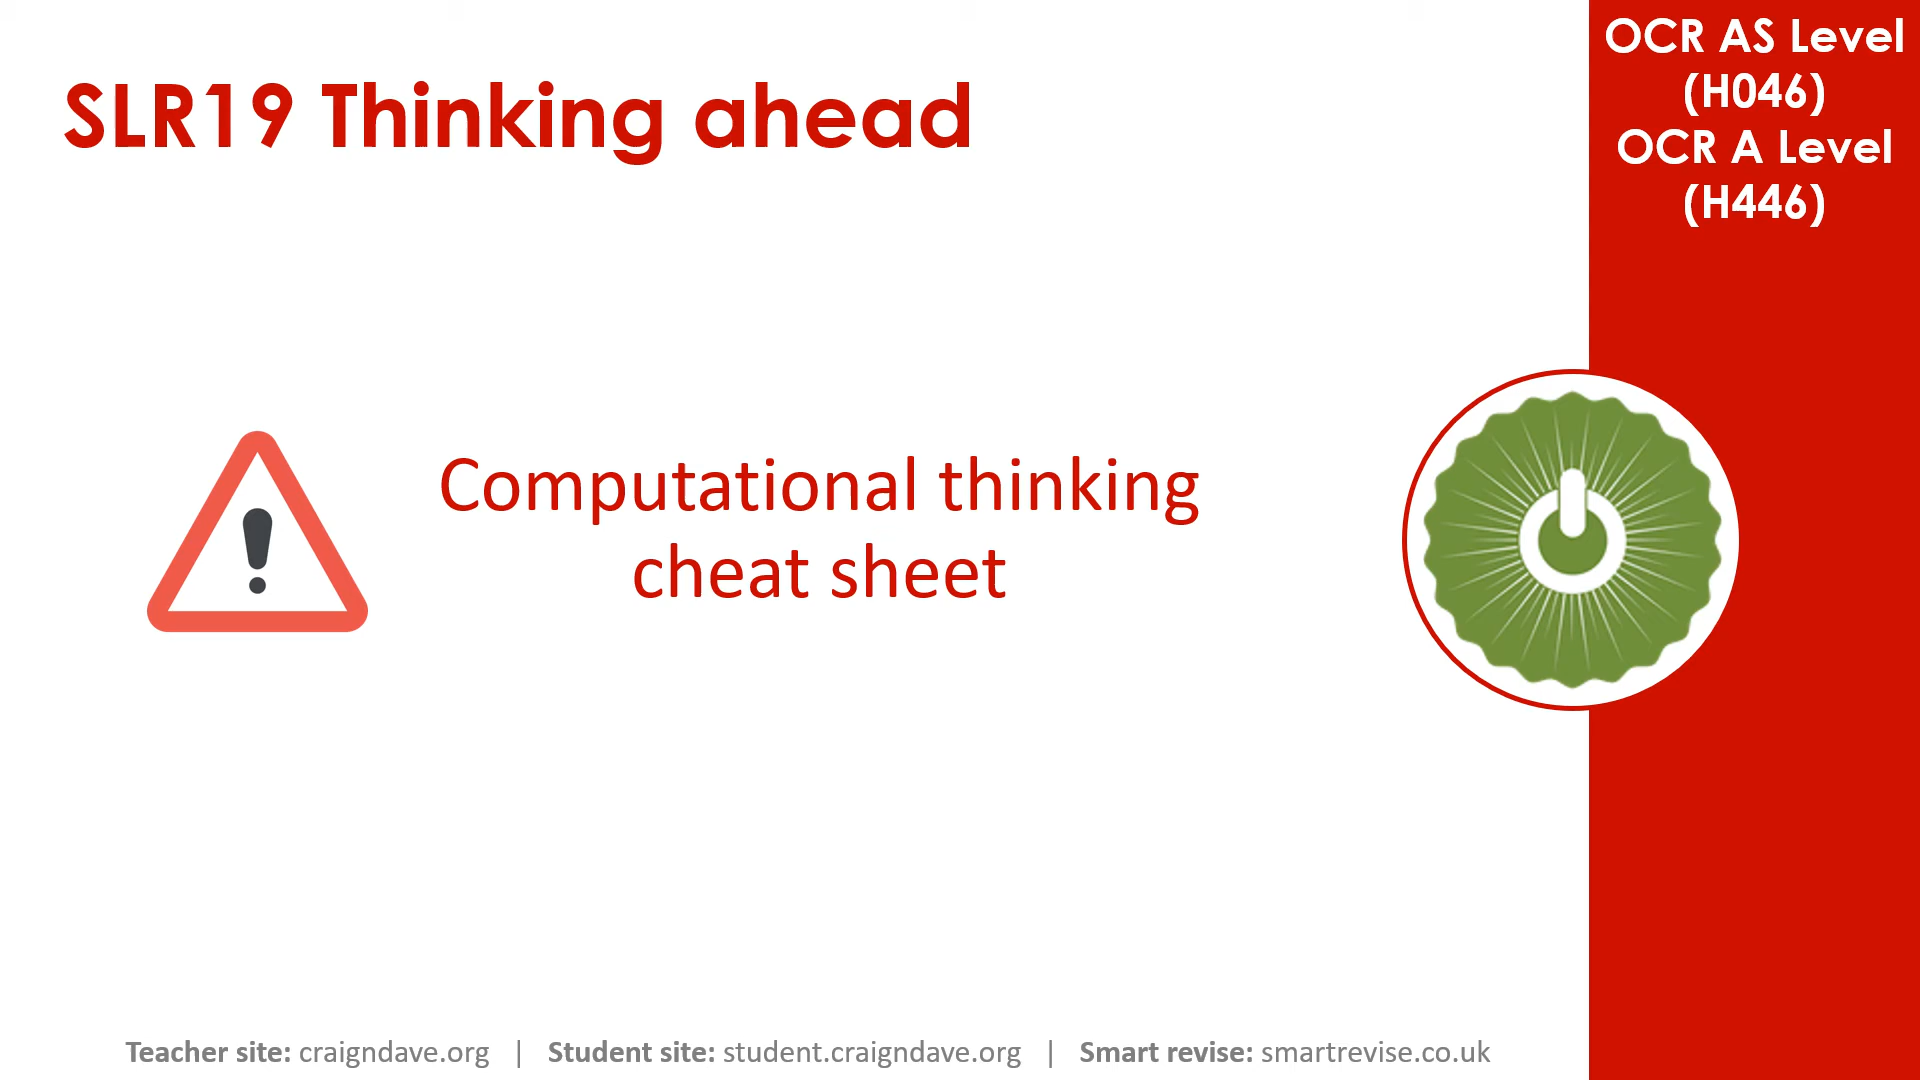 SLR19 Thinking ahead
OCR AS Level
(H046)
OCR A Level
(H446)
Computational thinking
cheat sheet
Teacher site: craigndave.org | Student site: student.craigndave.org | Smart revise: smartrevise.co.uk